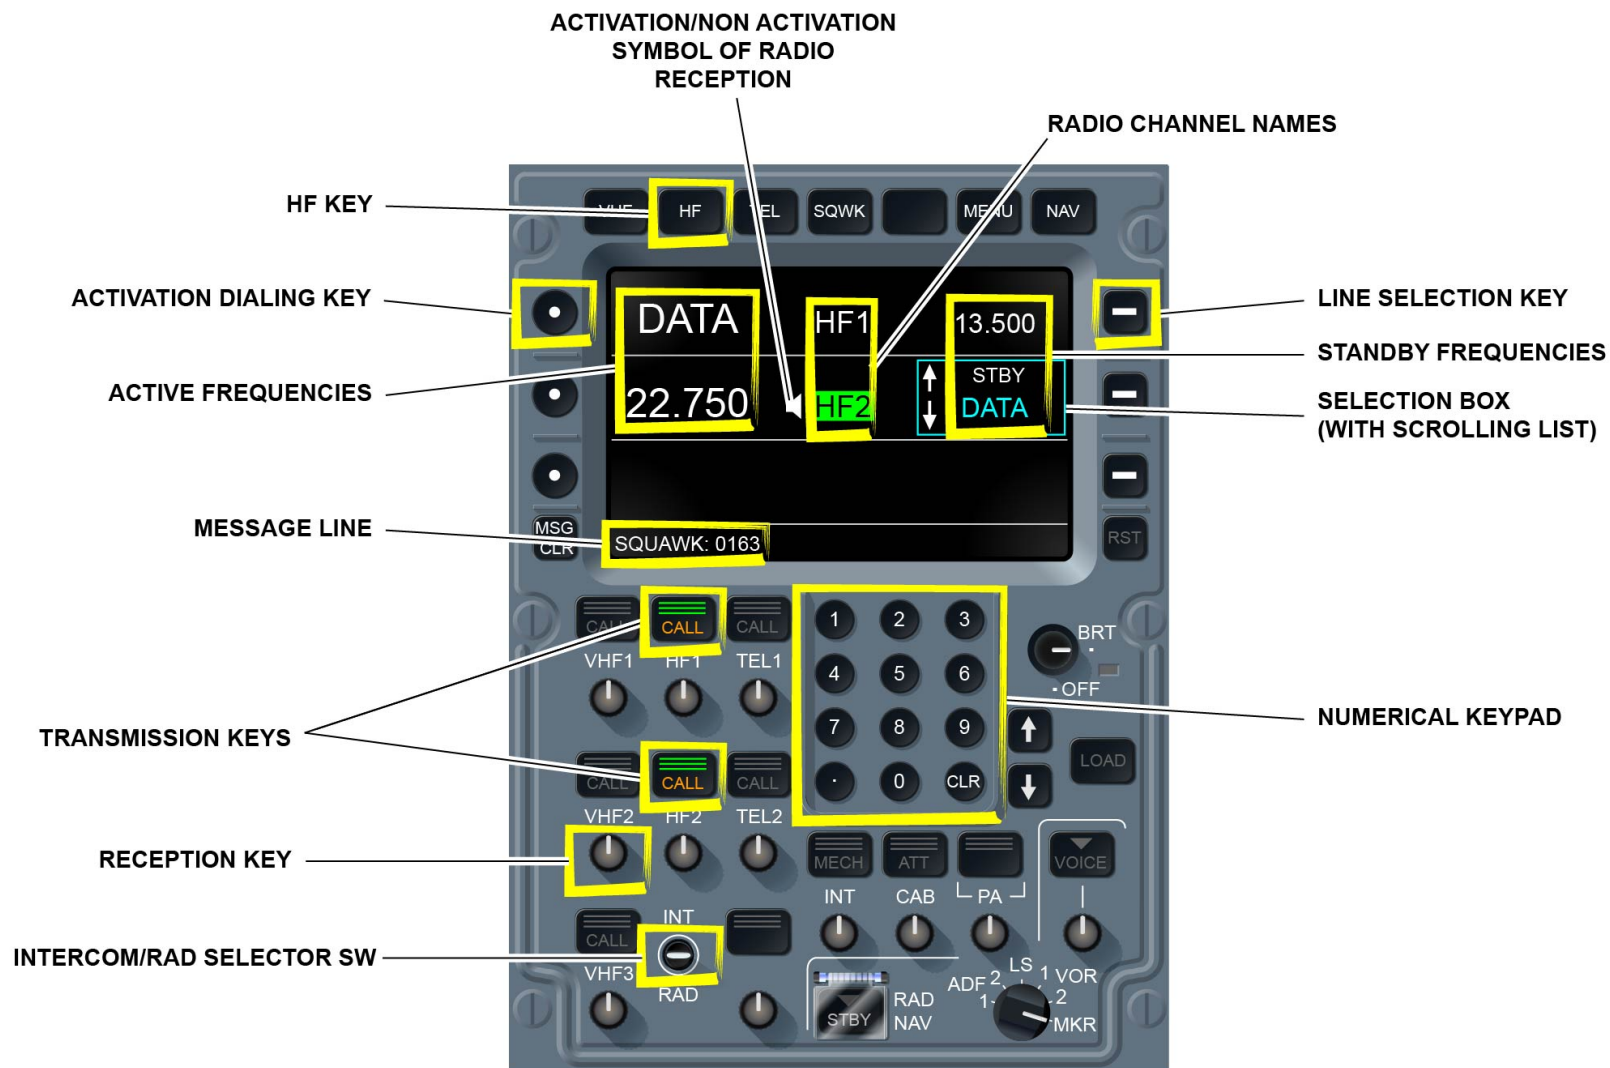 ACTIVATION/NON ACTIVATION
SYMBOL OF RADIO
RECEPTION
RADIO CHANNEL NAMES
HF KEY
VHF
HF
TEL
SQWK
MENU
NAV
ACTIVATION DIALING KEY
LINE SELECTION KEY
DATA
HF1
13.500
STANDBY FREQUENCIES
ACTIVE FREQUENCIES
22.750
HF2
STBY
DATA
SELECTION BOX
(WITH SCROLLING LIST)
MESSAGE LINE
MSG
CLR
SQUAWK: 0163
RST
CALL
CALL
CALL
VHF1
HF1
TEL1
1
2
3
4
5
6
7
8
9
.
0
CLR
BRT
OFF
NUMERICAL KEYPAD
LOAD
TRANSMISSION KEYS
CALL
CALL
CALL
VHF2
HF2
TEL2
RECEPTION KEY
MECH
ATT
VOICE
INT
CAB
PA
INTERCOM/RAD SELECTOR SW
CALL
INT
RAD
VHF3
STBY
RAD
NAV
ADF
1
2
LS
1
VOR
2
MKR